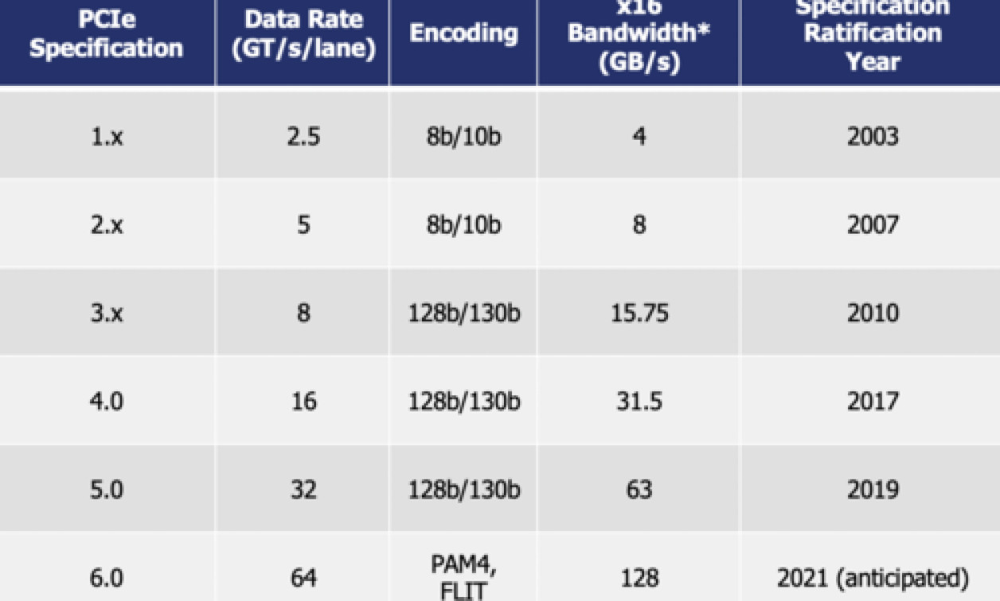 PCIe Specification
Data Rate (GT/s/lane)
Encoding
x16 Bandwidth* (GB/s)
Specification Ratification Year
1.x 2.5 8b/10b 4 2003
2.x 5 8b/10b 8 2007
3.x 8 128b/130b 15.75 2010
4.0 16 128b/130b 31.5 2017
5.0 32 128b/130b 63 2019
6.0 64 PAM4, FLIT 128 2021 (anticipated)